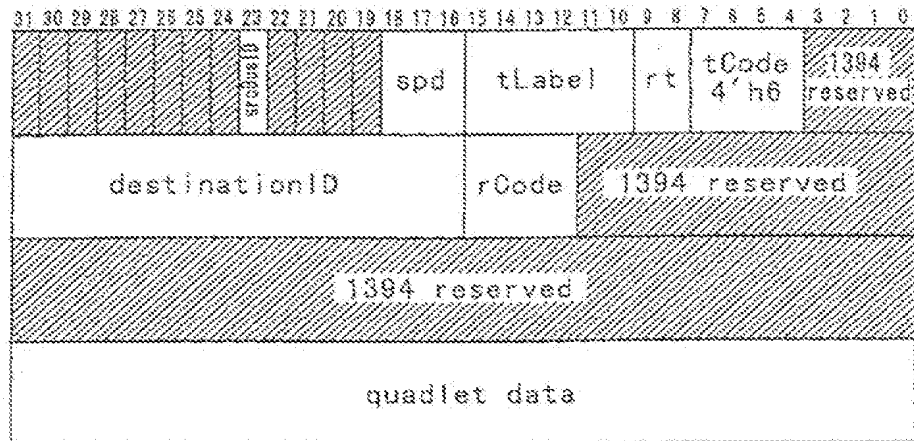 31 30 29 28 27 26 25 24 23 22 21 20 19 18 17 16 15 14 13 12 11 10 9 8 7 6 5 4 3 2 1 0
spd tLabel rt tCode 1394
4'h6 reserved
destinationID rCode 1394 reserved
1394 reserved
quadlet data